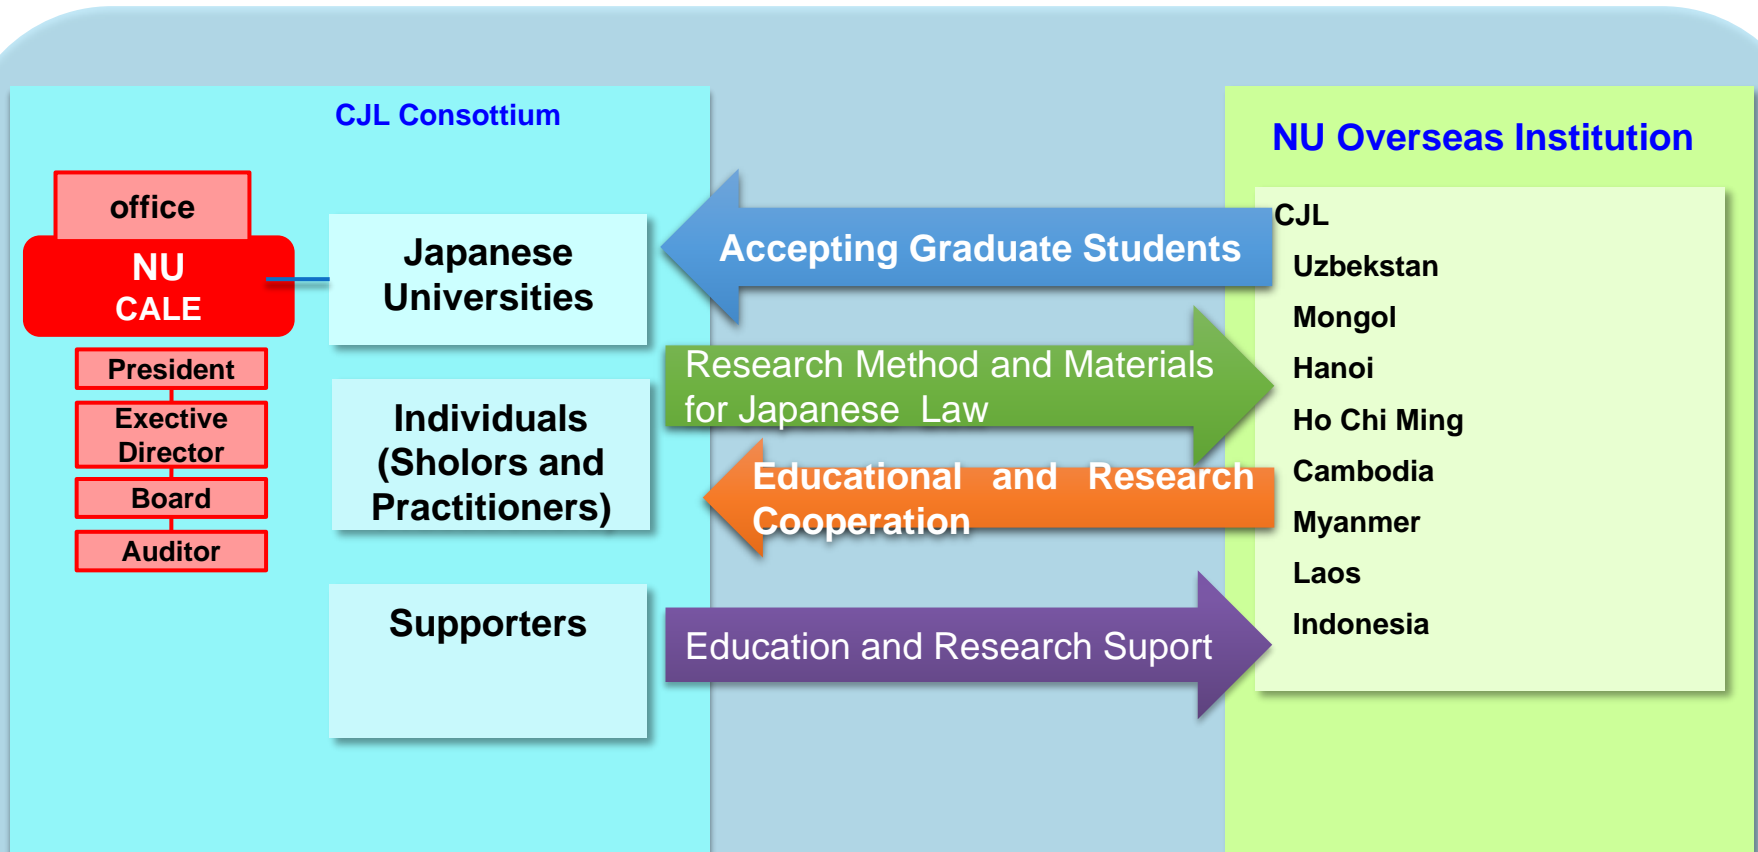 CJL Consottium
office
NU
CALE
President
Exective
Director
Board
Auditor
Japanese
Universities
Individuals
(Sholors and
Practitioners)
Supporters
Accepting Graduate Students
Research Method and Materials
for Japanese Law
Educational and Research
Cooperation
Education and Research Suport
NU Overseas Institution
CJL
Uzbekstan
Mongol
Hanoi
Ho Chi Ming
Cambodia
Myanmer
Laos
Indonesia